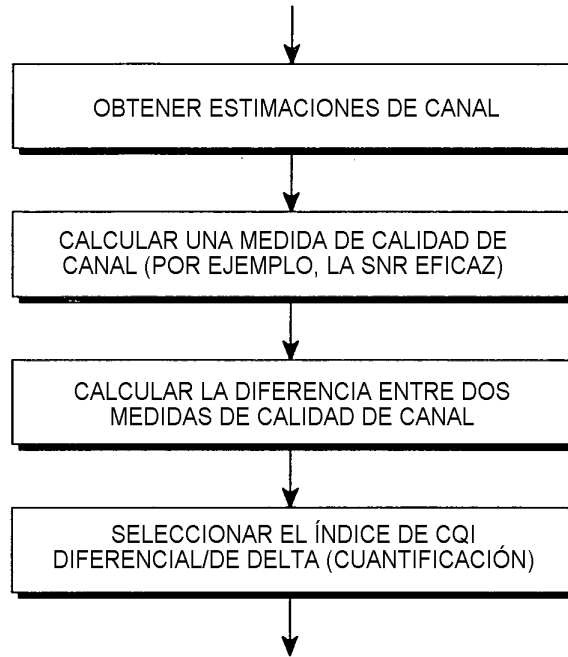 OBTENER ESTIMACIONES DE CANAL
CALCULAR UNA MEDIDA DE CALIDAD DE
CANAL (POR EJEMPLO, LA SNR EFICAZ)
CALCULAR LA DIFERENCIA ENTRE DOS
MEDIDAS DE CALIDAD DE CANAL
SELECCIONAR EL ÍNDICE DE CQI
DIFERENCIAL/DE DELTA (CUANTIFICACIÓN)